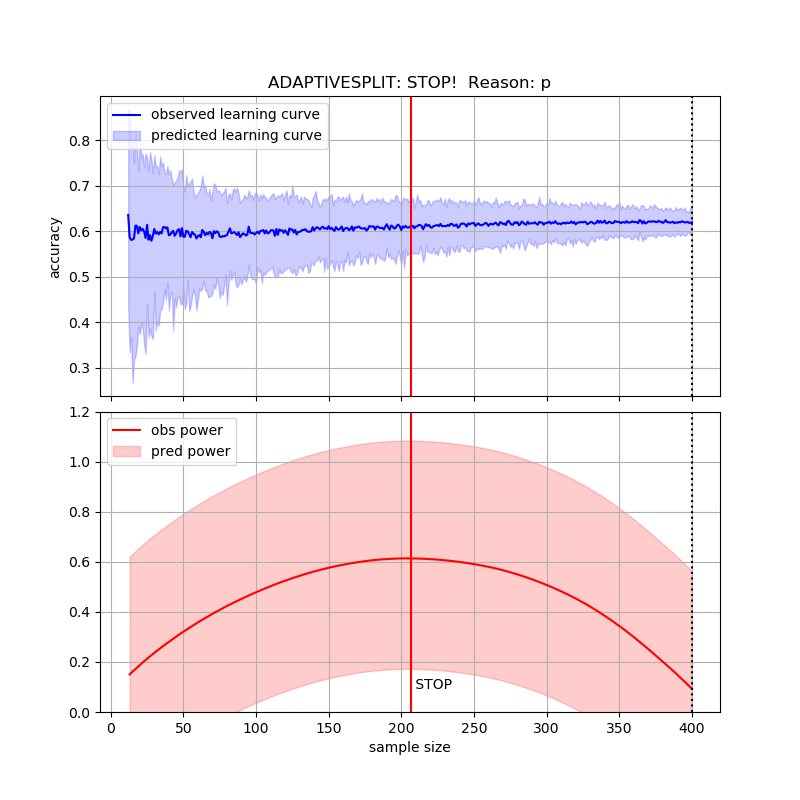 ADAPTIVESPLIT: STOP!  Reason: p
observed learning curve
predicted learning curve
0.8
0.7
0.6
0.5
0.4
0.3
accuracy
obs power
pred power
1.2
1.0
0.8
0.6
0.4
0.2
0.0
STOP
0 50 100 150 200 250 300 350 400
sample size